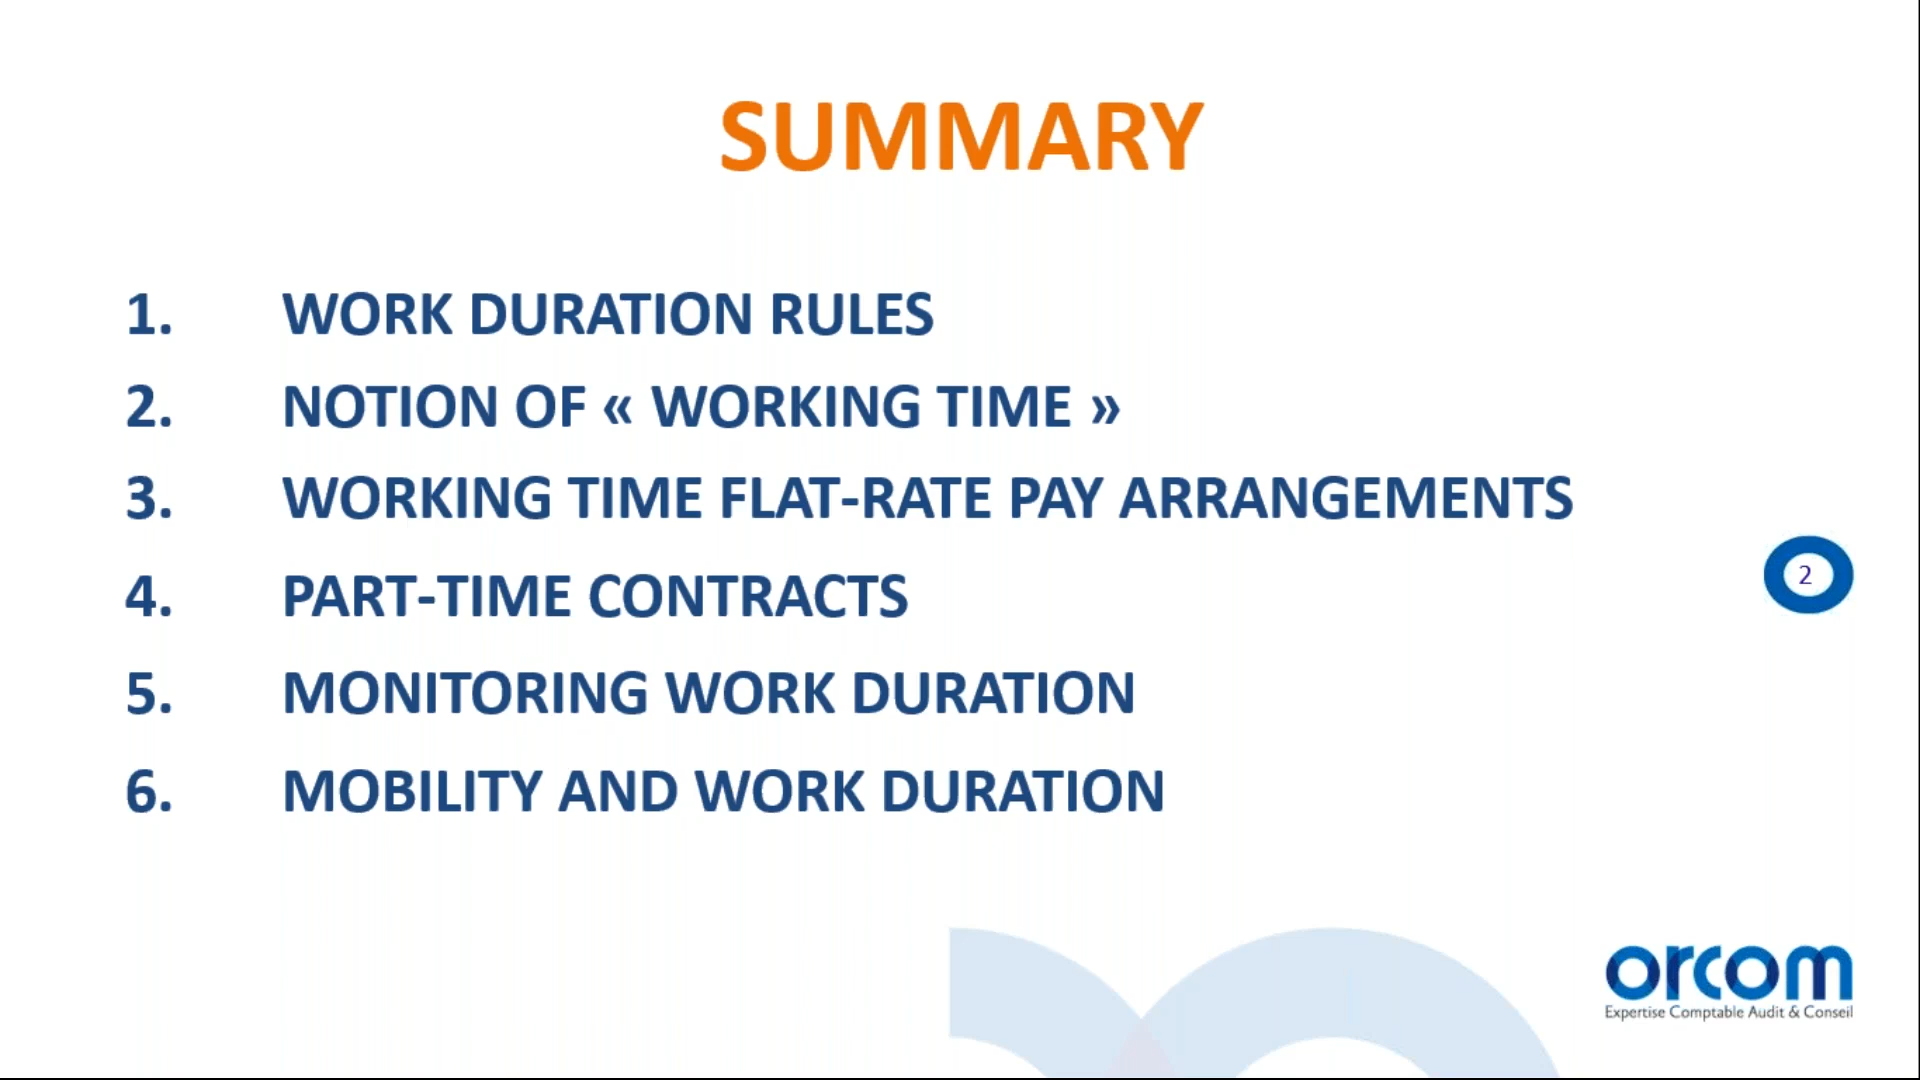 SUMMARY
1. WORK DURATION RULES
2. NOTION OF « WORKING TIME »
3. WORKING TIME FLAT-RATE PAY ARRANGEMENTS
2
4. PART-TIME CONTRACTS
5. MONITORING WORK DURATION
6. MOBILITY AND WORK DURATION
orcom
Expertise Comptable Audit & Conseil